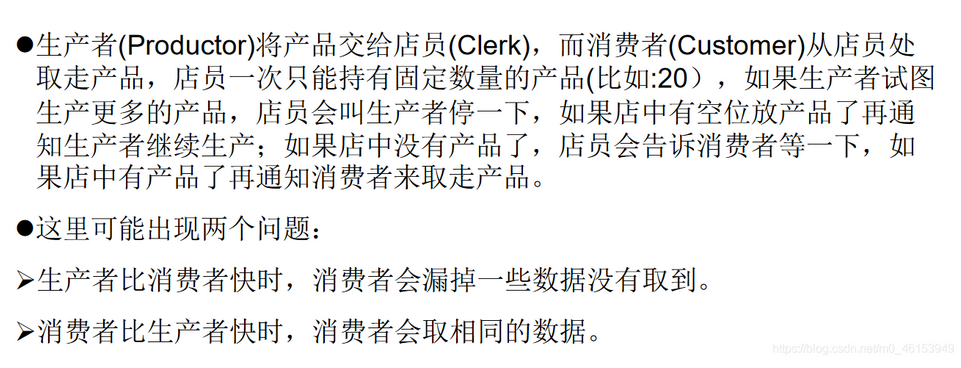 ●生产者(Productor)将产品交给店员(Clerk)，而消费者(Customer)从店员处
取走产品，店员一次只能持有固定数量的产品(比如:20），如果生产者试图
生产更多的产品，店员会叫生产者停一下，如果店中有空位放产品了再通
知生产者继续生产；如果店中没有产品了，店员会告诉消费者等一下，如
果店中有产品了再通知消费者来取走产品。
●这里可能出现两个问题：
➢生产者比消费者快时，消费者会漏掉一些数据没有取到。
➢消费者比生产者快时，消费者会取相同的数据。
https://blog.csdn.net/m0_46153949